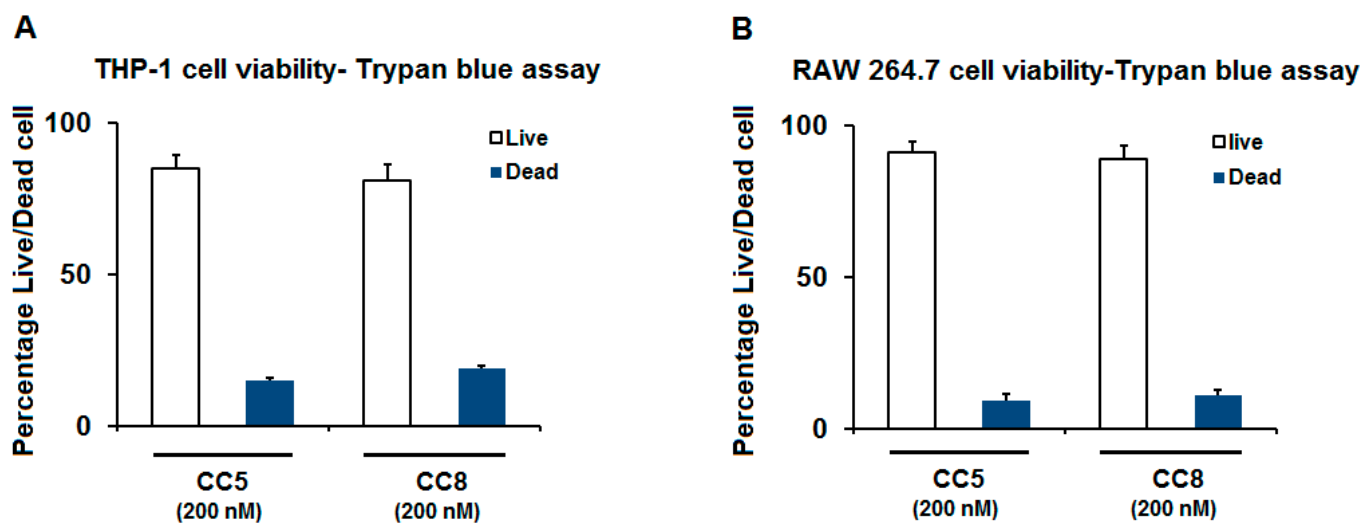 A
THP-1 cell viability- Trypan blue assay
Percentage Live/Dead cell
100
50
0
Live
Dead
CC5
(200 nM)
CC8
(200 nM)
B
RAW 264.7 cell viability-Trypan blue assay
Percentage Live/Dead cell
100
50
0
live
Dead
CC5
(200 nM)
CC8
(200 nM)